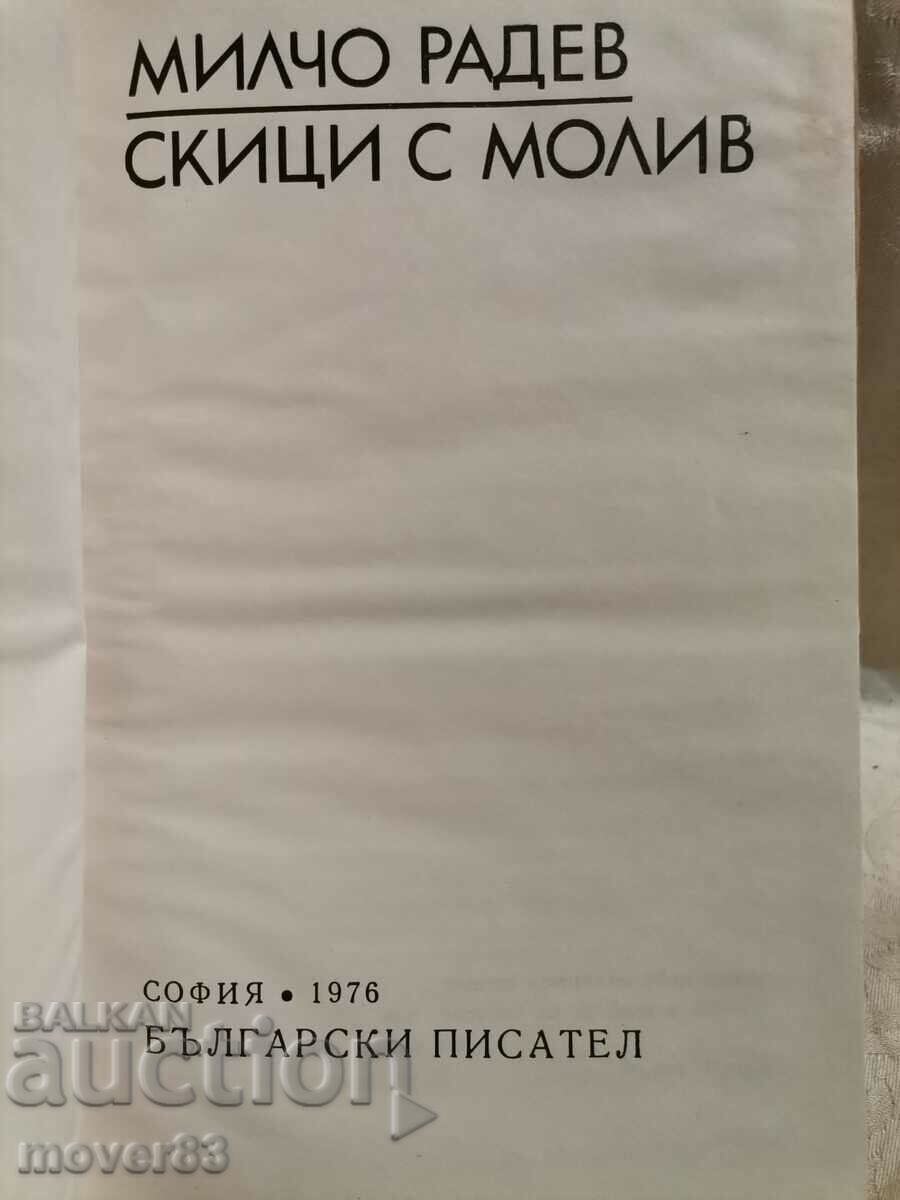 МИЛЧО РАДЕВ
СКИЦИ С МОЛИВ
СОФИЯ • 1976
БЪЛГАРСКИ ПИСАТЕЛ
BALKAN
auction
mover83